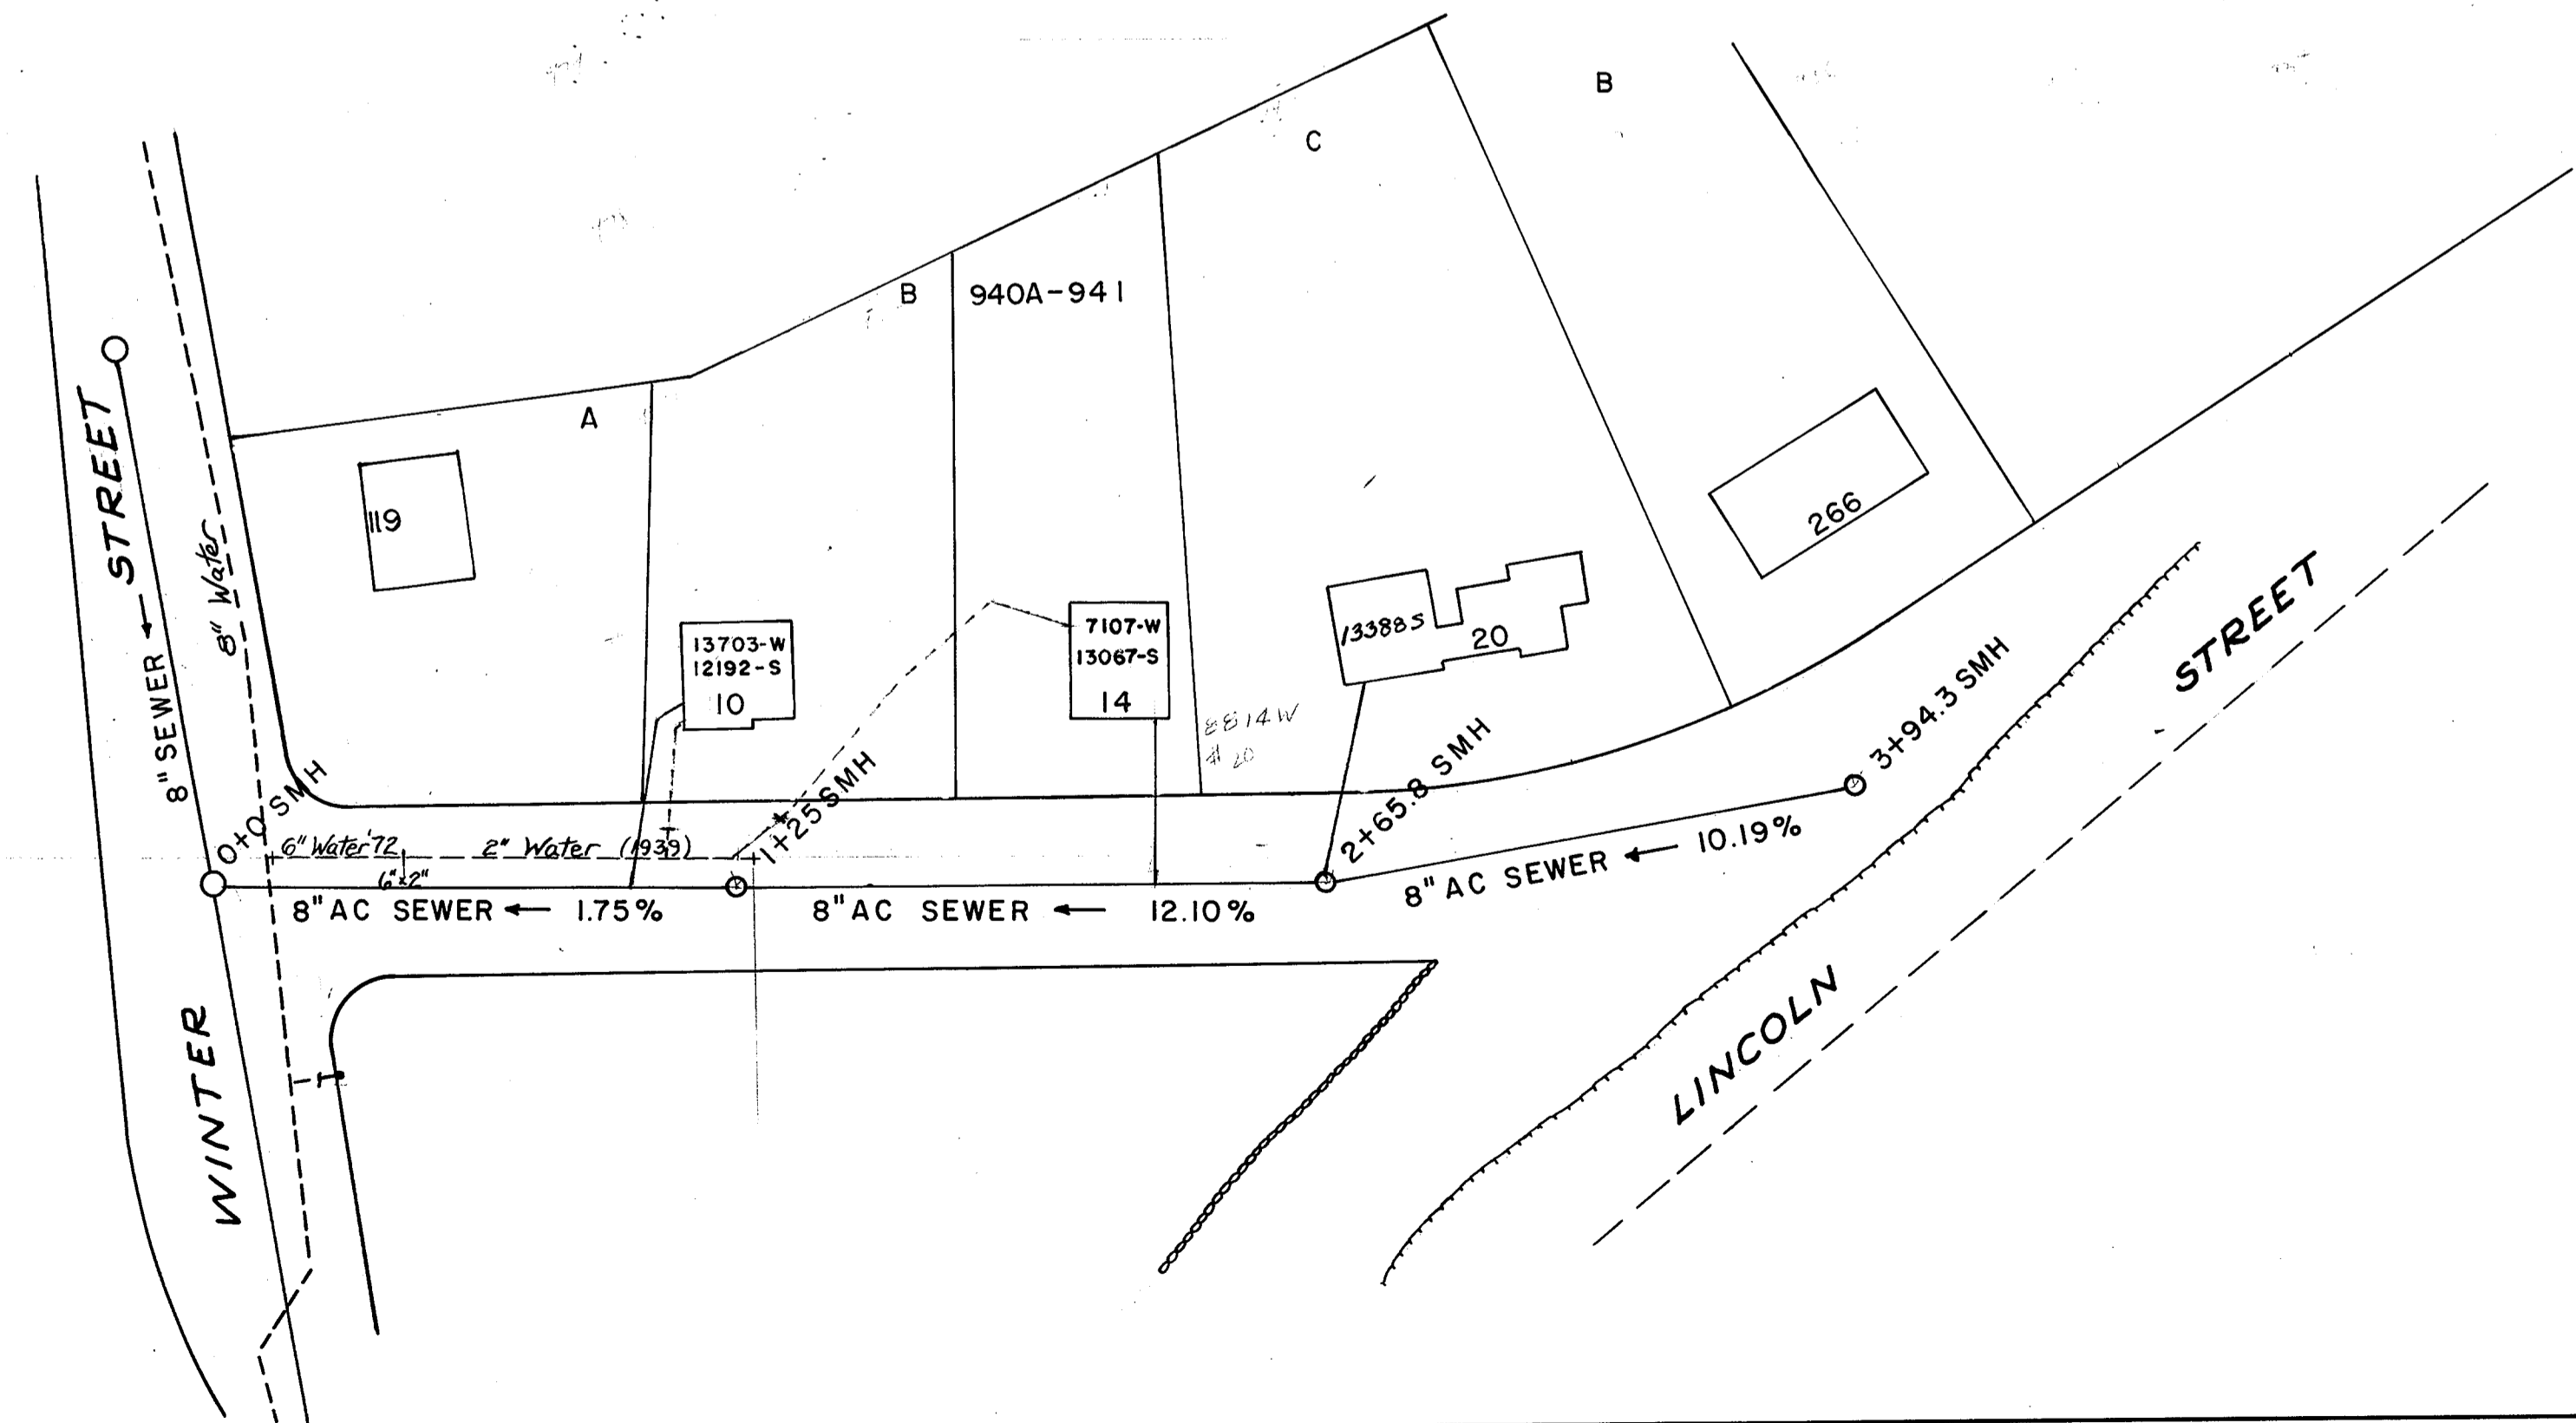 B
C
B
940A-941
A
119
266
STREET
8" SEWER ←
8" Water
13703-W
12192-S
10
7107-W
13067-S
14
13388S
20
8814W
# 20
STREET
0+0 SMH
1+25 SMH
2+65.8 SMH
3+94.3 SMH
6" Water '72
2" Water (1939)
6"x2"
8" AC SEWER ← 1.75%
8" AC SEWER ← 12.10%
8" AC SEWER ← 10.19%
WINTER
LINCOLN